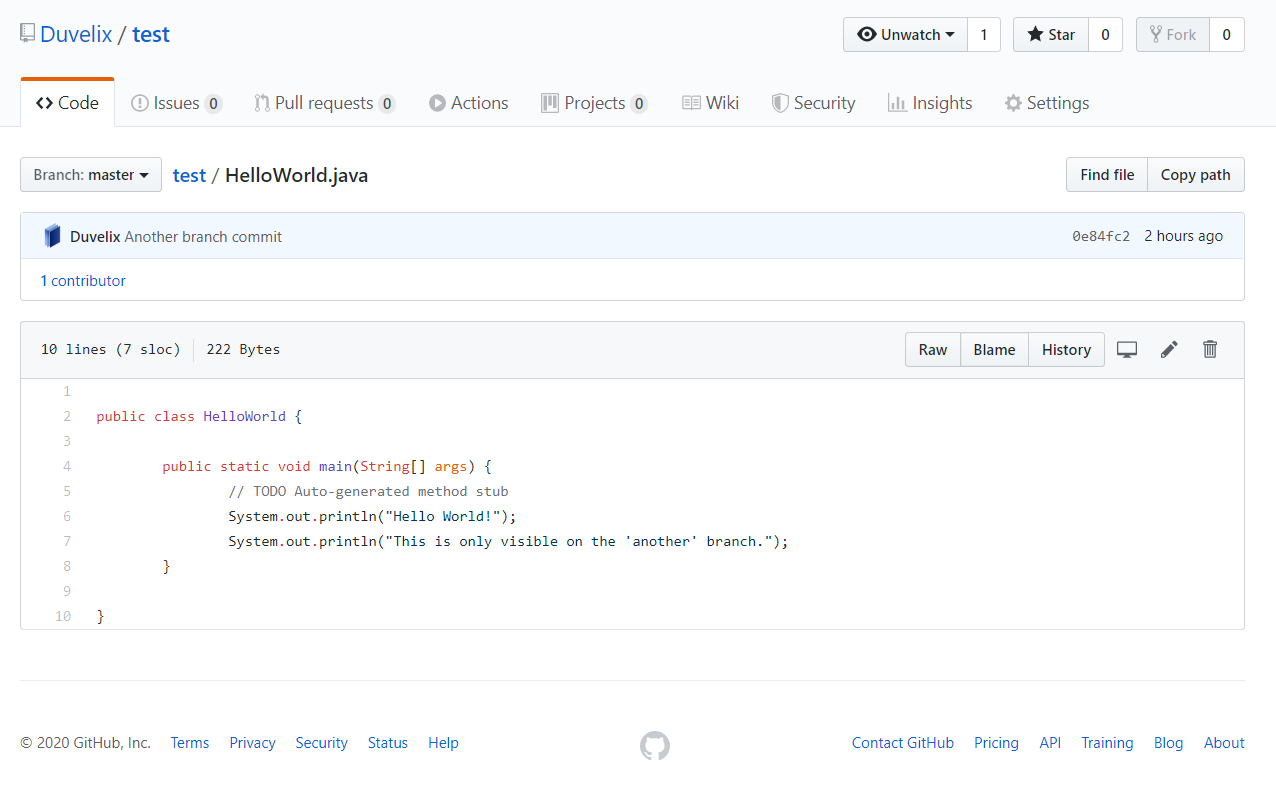 Duvelix / test
Unwatch 1 Star 0 Fork 0
Code Issues 0 Pull requests 0 Actions Projects 0 Wiki Security Insights Settings
Branch: master test / HelloWorld.java Find file Copy path
Duvelix Another branch commit 0e84fc2 2 hours ago
1 contributor
10 lines (7 sloc) 222 Bytes Raw Blame History
1
2 public class HelloWorld {
3
4 public static void main(String[] args) {
5 // TODO Auto-generated method stub
6 System.out.println("Hello World!");
7 System.out.println("This is only visible on the 'another' branch.");
8 }
9
10 }
© 2020 GitHub, Inc. Terms Privacy Security Status Help Contact GitHub Pricing API Training Blog About